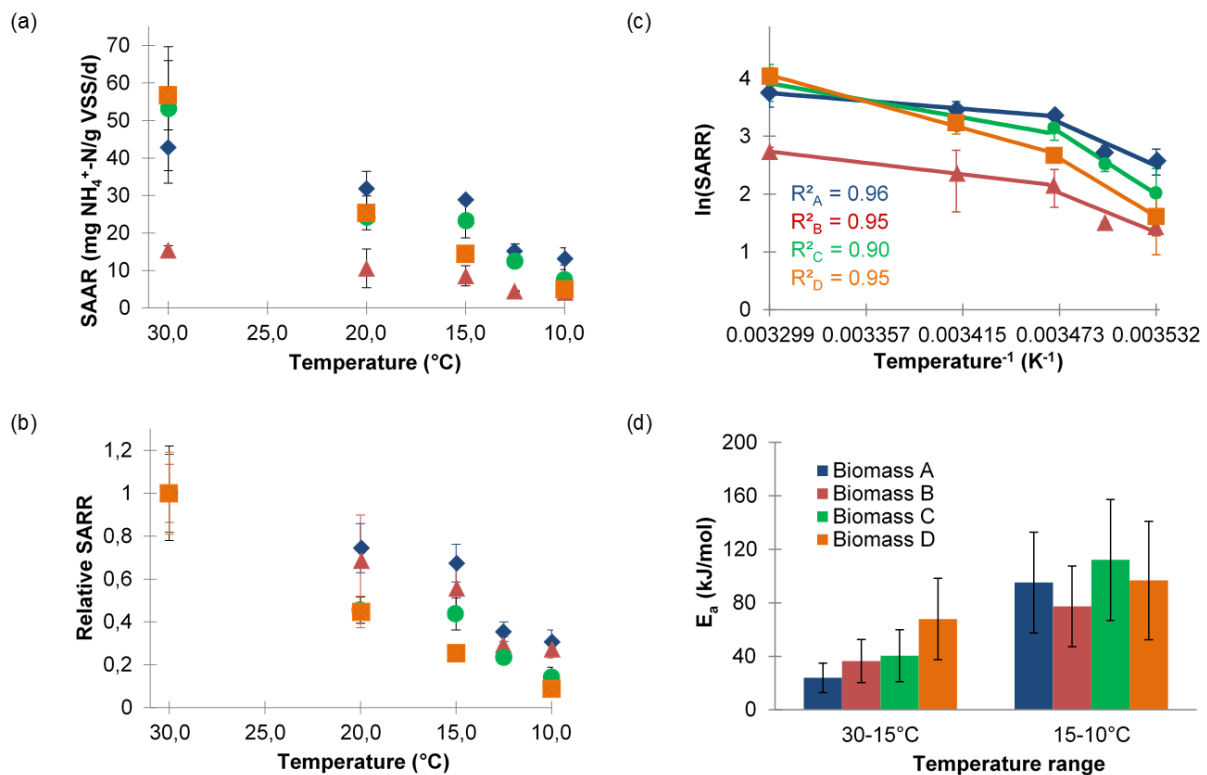 (a)
SAAR (mg NH₄⁺-N/g VSS/d)
70
60
50
40
30
20
10
0
30,0 25,0 20,0 15,0 10,0
Temperature (°C)
(b)
Relative SARR
1,2
1
0,8
0,6
0,4
0,2
0
30,0 25,0 20,0 15,0 10,0
Temperature (°C)
(c)
ln(SARR)
4
3
2
1
0
R²_A = 0.96
R²_B = 0.95
R²_C = 0.90
R²_D = 0.95
0.003299 0.003357 0.003415 0.003473 0.003532
Temperature⁻¹ (K⁻¹)
(d)
Eₐ (kJ/mol)
200
160
120
80
40
0
Biomass A
Biomass B
Biomass C
Biomass D
30-15°C 15-10°C
Temperature range